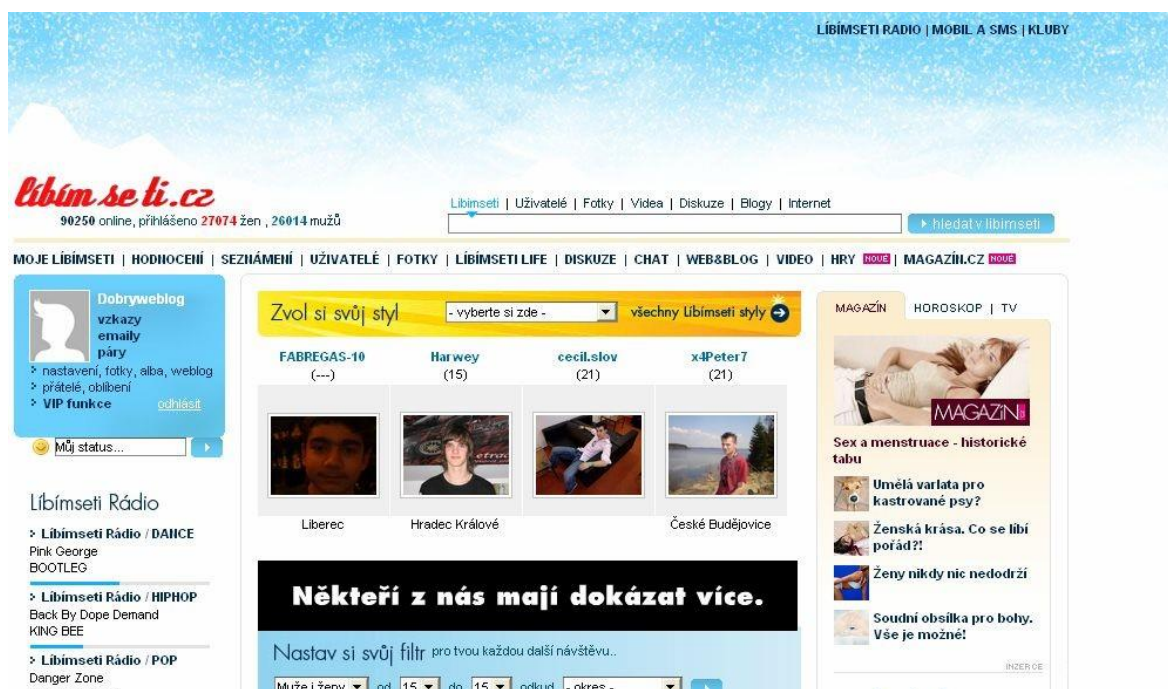 LÍBÍMSETI RADIO | MOBIL A SMS | KLUBY
líbím se ti.cz
90250 online, přihlášeno 27074 žen , 26014 mužů
Libimseti | Uživatelé | Fotky | Videa | Diskuze | Blogy | Internet
hledat v libimseti
MOJE LÍBÍMSETI | HODNOCENÍ | SEZNÁMENÍ | UŽIVATELÉ | FOTKY | LÍBÍMSETI LIFE | DISKUZE | CHAT | WEB&BLOG | VIDEO | HRY NOVÉ | MAGAZÍN.CZ NOVÉ
Dobryweblog
vzkazy
emaily
páry
nastavení, fotky, alba, weblog
přátelé, oblíbení
VIP funkce odhlásit
Můj status...
Líbímseti Rádio
Líbímseti Rádio / DANCE
Pink George
BOOTLEG
Líbímseti Rádio / HIPHOP
Back By Dope Demand
KING BEE
Líbímseti Rádio / POP
Danger Zone
Zvol si svůj styl - vyberte si zde - všechny Líbímseti styly
FABREGAS-10 Harwey cecil.slov x4Peter7
(---) (15) (21) (21)
Liberec Hradec Králové České Budějovice
Někteří z nás mají dokázat více.
Nastav si svůj filtr pro tvou každou další návštěvu..
Muže i ženy od 15 do 15 odkud - okres -
MAGAZÍN HOROSKOP | TV
MAGAZÍN
Sex a menstruace - historické
tabu
Umělá varlata pro
kastrované psy?
Ženská krása. Co se líbí
pořád?!
Ženy nikdy nic nedodrží
Soudní obsílka pro bohy.
Vše je možné!
INZERCE